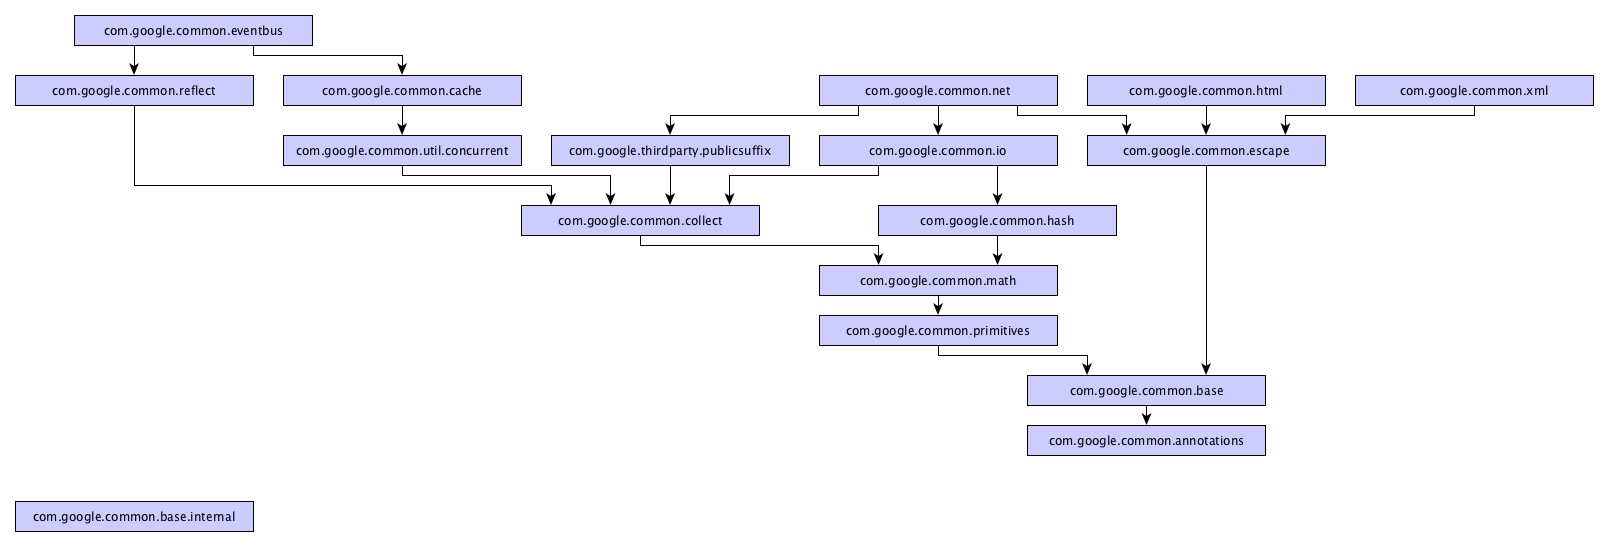 com.google.common.eventbus
com.google.common.reflect
com.google.common.cache
com.google.common.net
com.google.common.html
com.google.common.xml
com.google.common.util.concurrent
com.google.thirdparty.publicsuffix
com.google.common.io
com.google.common.escape
com.google.common.collect
com.google.common.hash
com.google.common.math
com.google.common.primitives
com.google.common.base
com.google.common.annotations
com.google.common.base.internal